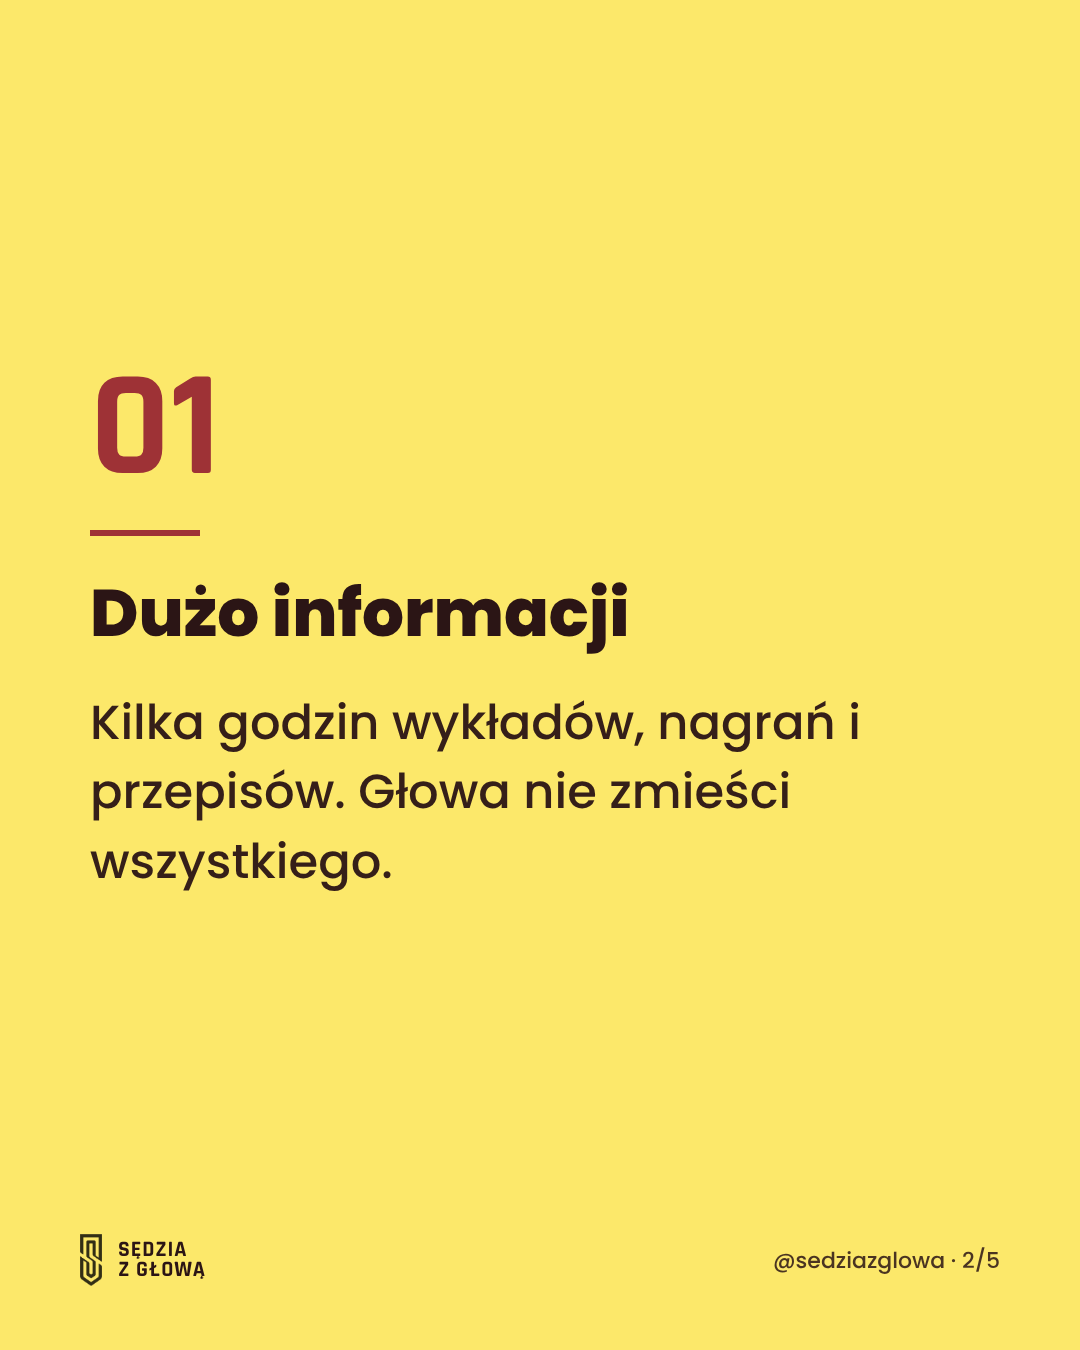 01
Dużo informacji
Kilka godzin wykładów, nagrań i
przepisów. Głowa nie zmieści
wszystkiego.
SĘDZIA
Z GŁOWĄ
@sedziazglowa · 2/5